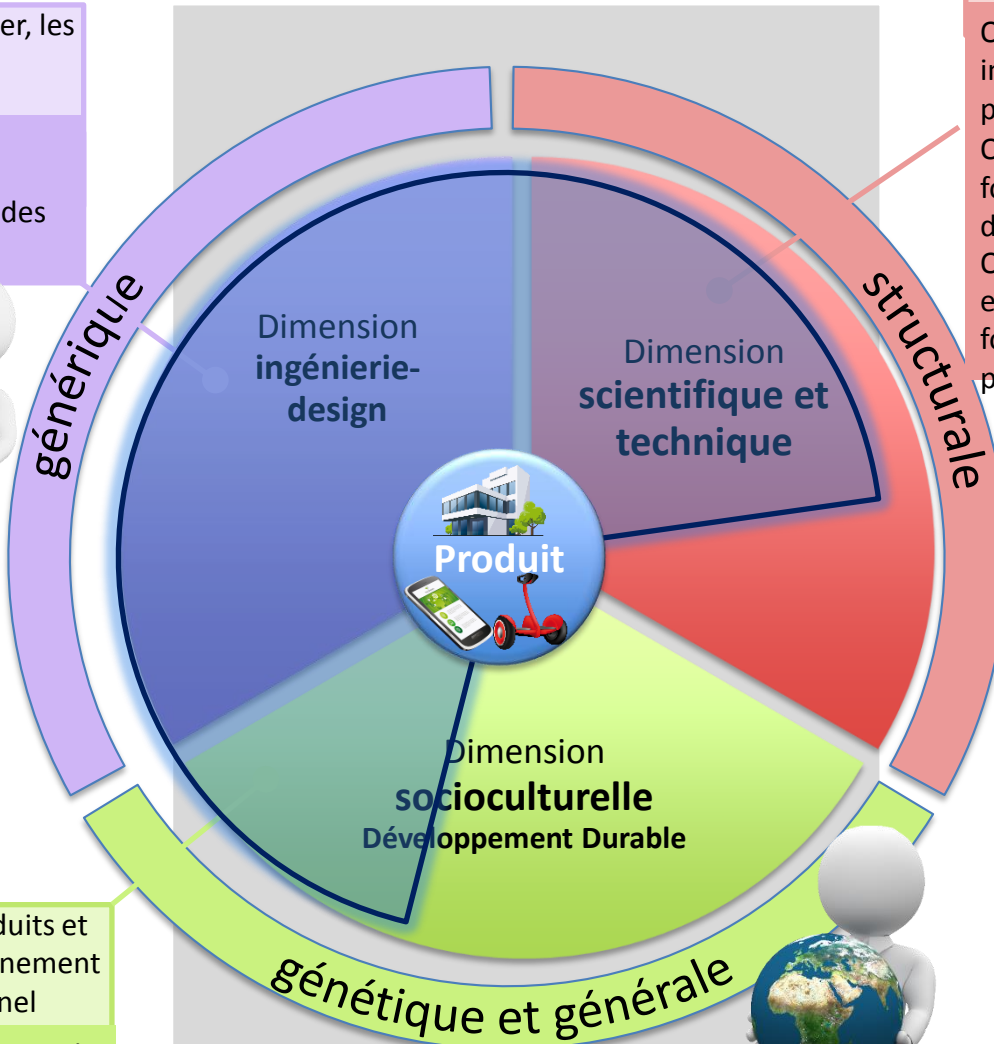 er, les
des
générique
Dimension
ingénierie-
design
Dimension
scientifique et
technique
structurale
Produit
Dimension
socioculturelle
Développement Durable
duits et
nnement
nel
génétique et générale